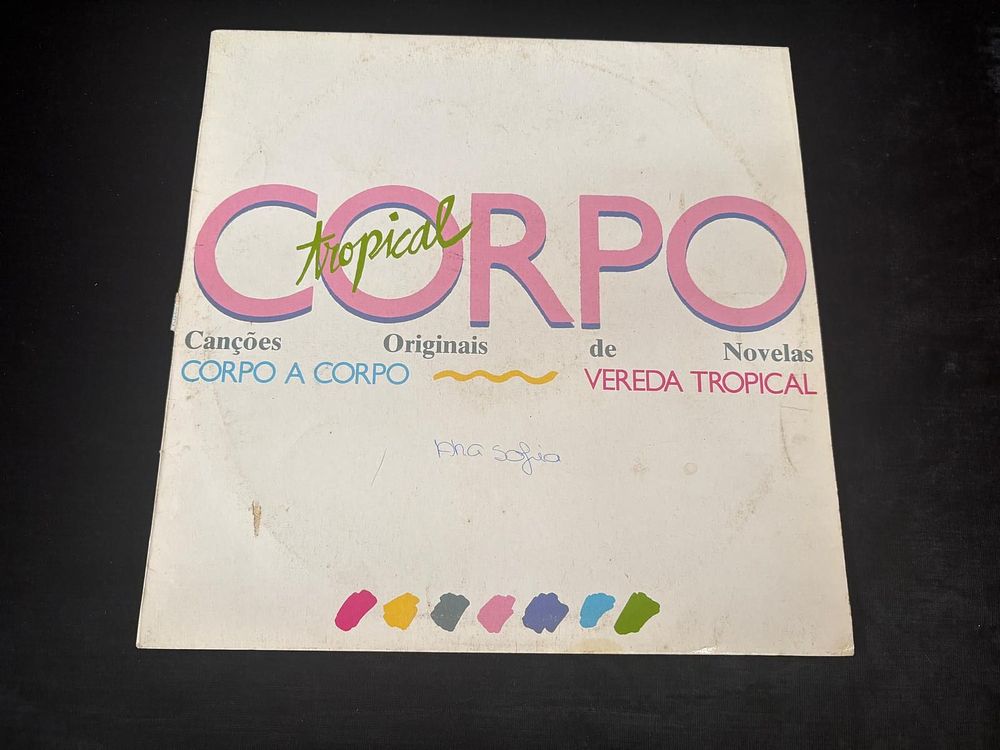 CORPO
tropical
Canções Originais de Novelas
CORPO A CORPO VEREDA TROPICAL
Ana Sofia